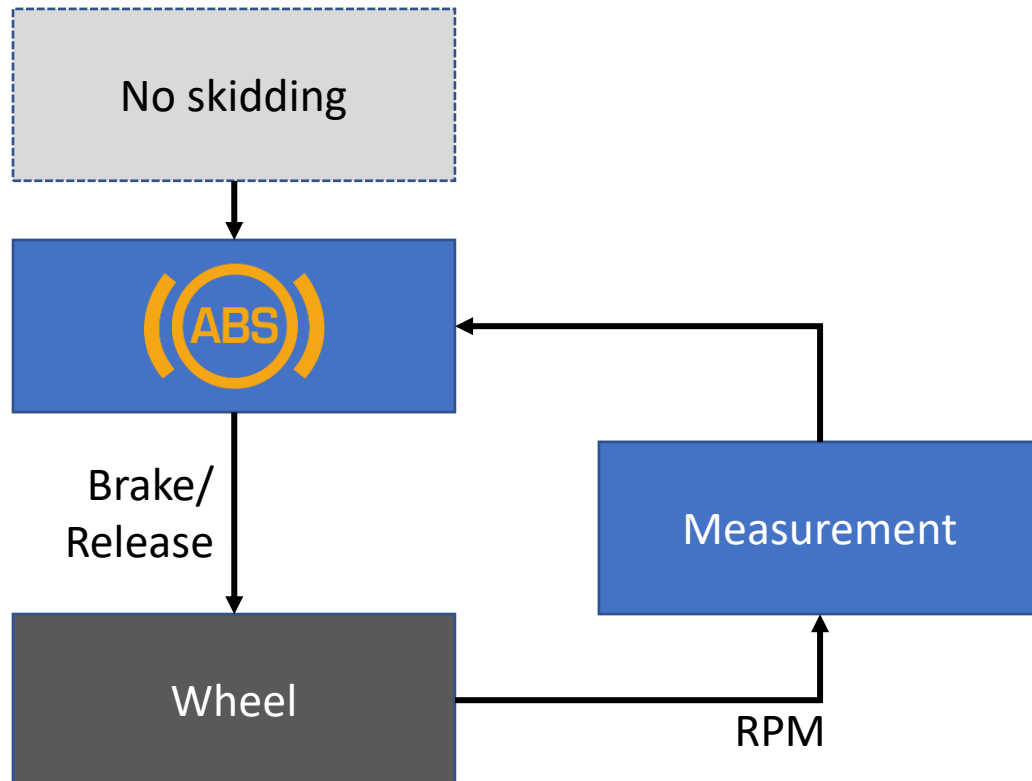 No skidding
ABS
Brake/
Release
Measurement
Wheel
RPM